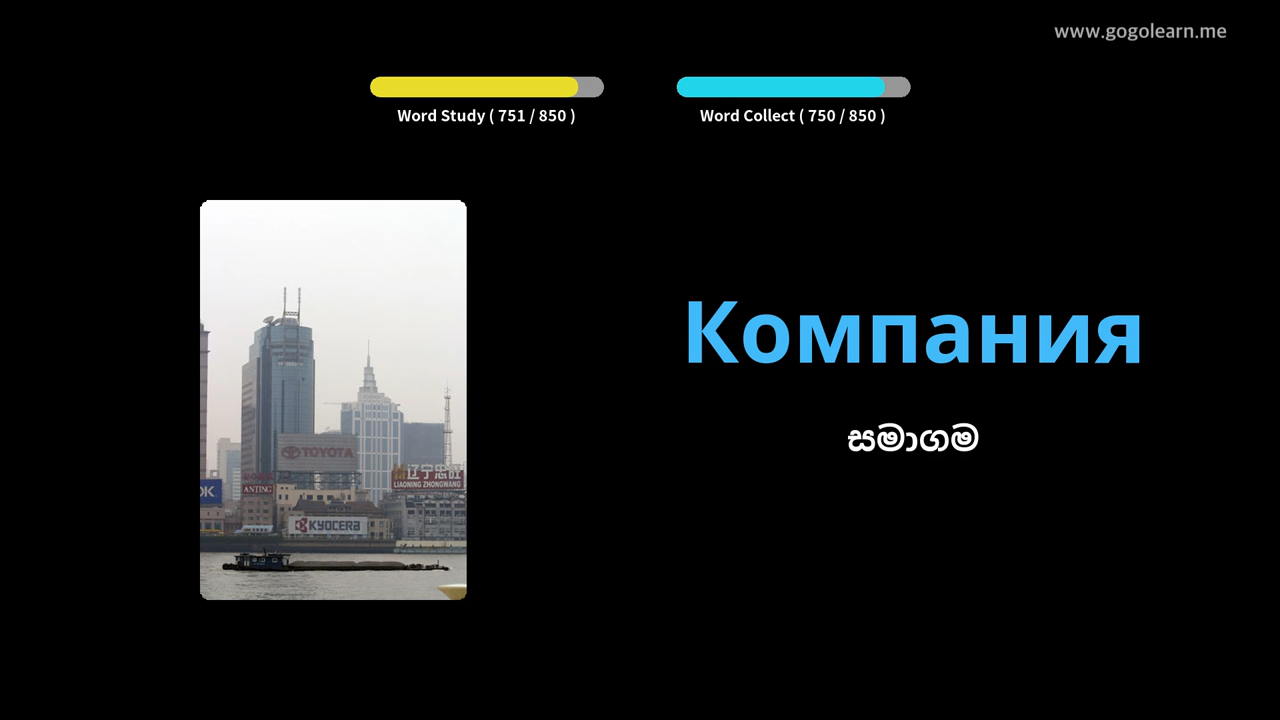 www.gogolearn.me
Word Study ( 751 / 850 )
Word Collect ( 750 / 850 )
Компания
සමාගම
TOYOTA
辽宁忠旺
LIAONING ZHONGWANG
ANTING
KYOCERA